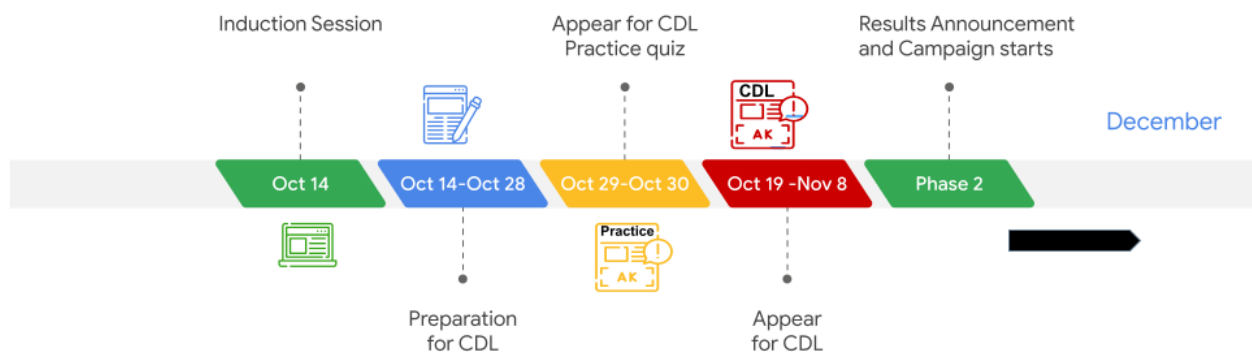 Induction Session
Appear for CDL
Practice quiz
Results Announcement
and Campaign starts
CDL
AK
December
Oct 14
Oct 14-Oct 28
Oct 29-Oct 30
Oct 19 -Nov 8
Phase 2
Practice
AK
Preparation
for CDL
Appear
for CDL